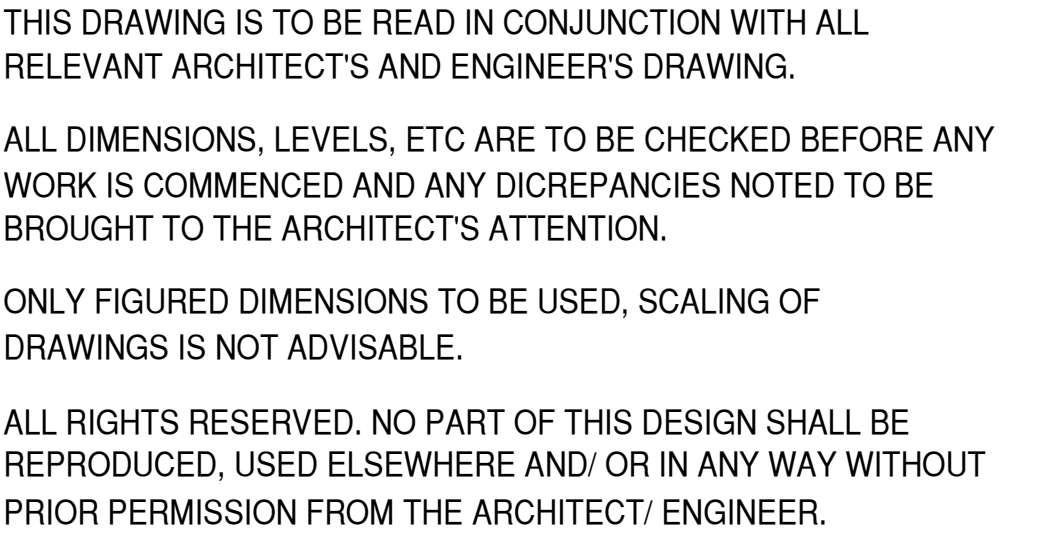 THIS DRAWING IS TO BE READ IN CONJUNCTION WITH ALL
RELEVANT ARCHITECT'S AND ENGINEER'S DRAWING.
ALL DIMENSIONS, LEVELS, ETC ARE TO BE CHECKED BEFORE ANY
WORK IS COMMENCED AND ANY DICREPANCIES NOTED TO BE
BROUGHT TO THE ARCHITECT'S ATTENTION.
ONLY FIGURED DIMENSIONS TO BE USED, SCALING OF
DRAWINGS IS NOT ADVISABLE.
ALL RIGHTS RESERVED. NO PART OF THIS DESIGN SHALL BE
REPRODUCED, USED ELSEWHERE AND/ OR IN ANY WAY WITHOUT
PRIOR PERMISSION FROM THE ARCHITECT/ ENGINEER.